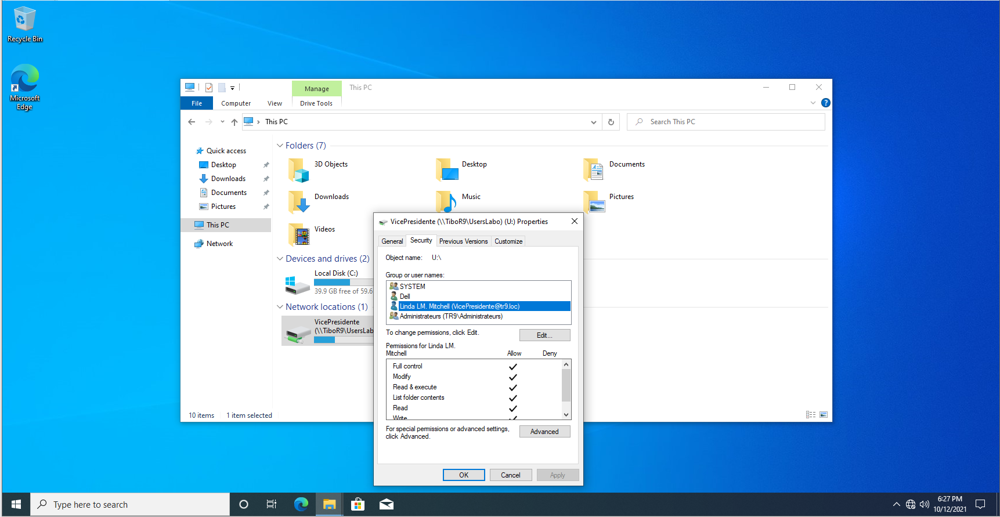 Recycle Bin
Microsoft
Edge
Manage
This PC
File
Computer
View
Drive Tools
?
This PC
Search This PC
Quick access
Desktop
Downloads
Documents
Pictures
This PC
Network
Folders (7)
3D Objects
Desktop
Documents
Downloads
Music
Pictures
Videos
Devices and drives (2)
Local Disk (C:)
39.9 GB free of 59.6
Network locations (1)
VicePresidente
(\\TiboR9\UsersLab
10 items
1 item selected
VicePresidente (\\TiboR9\UsersLabo) (U:) Properties
General
Security
Previous Versions
Customize
Object name: U:\
Group or user names:
SYSTEM
Dell
Linda LM. Mitchell (VicePresidente@tr9.loc)
Administrateurs (TR9\Administrateurs)
To change permissions, click Edit.
Edit...
Permissions for Linda LM.
Mitchell
Allow
Deny
Full control
Modify
Read & execute
List folder contents
Read
Write
For special permissions or advanced settings,
click Advanced.
Advanced
OK
Cancel
Apply
Type here to search
6:27 PM
10/12/2021